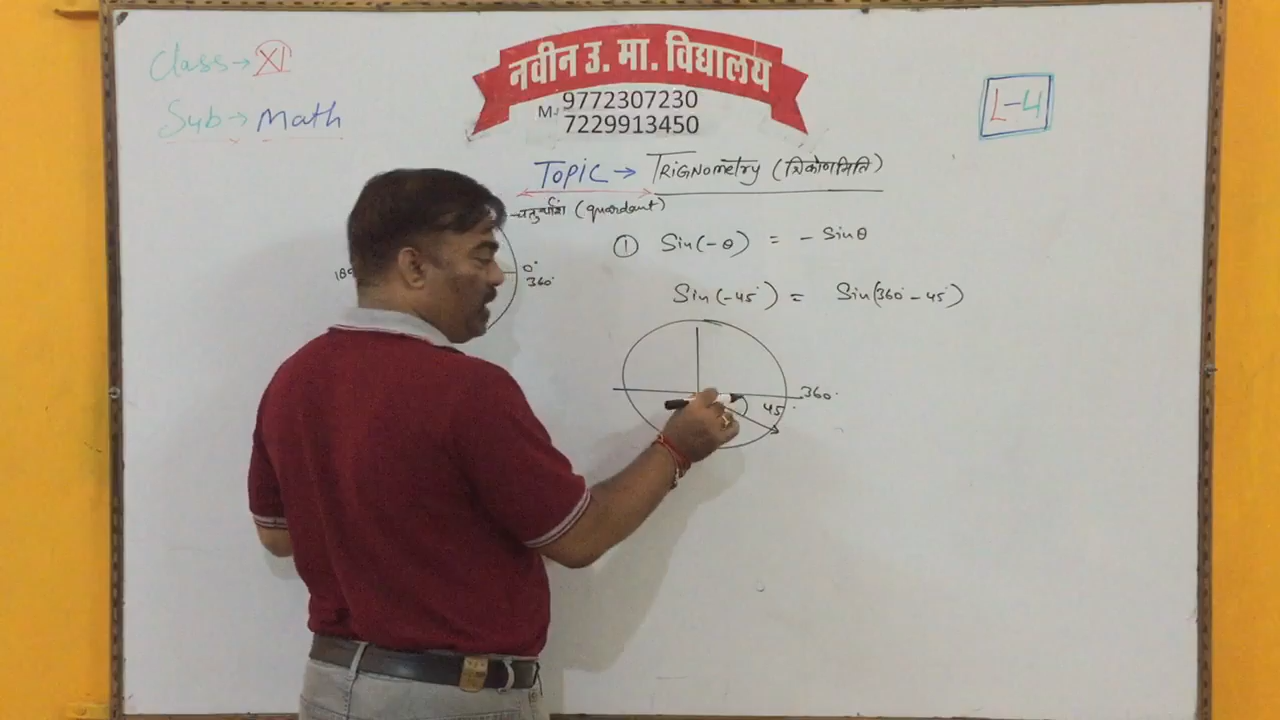 Class → XI
Sub → Math
नवीन उ. मा. विद्यालय
M. 9772307230
7229913450
L-4
TOPIC → TRIGNOMETRY (त्रिकोणमिति)
चतुर्थांश (quardant)
① Sin(-θ) = - Sinθ
0°
360°
Sin(-45°) = Sin(360° - 45°)
360°
45°